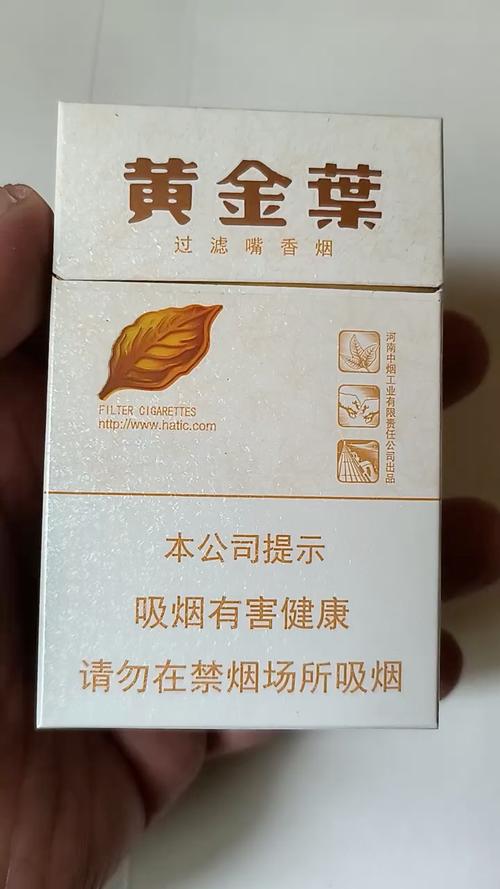 黄金葉
过滤嘴香烟
FILTER CIGARETTES
http://www.hatic.com
河南中烟工业有限责任公司出品
本公司提示
吸烟有害健康
请勿在禁烟场所吸烟